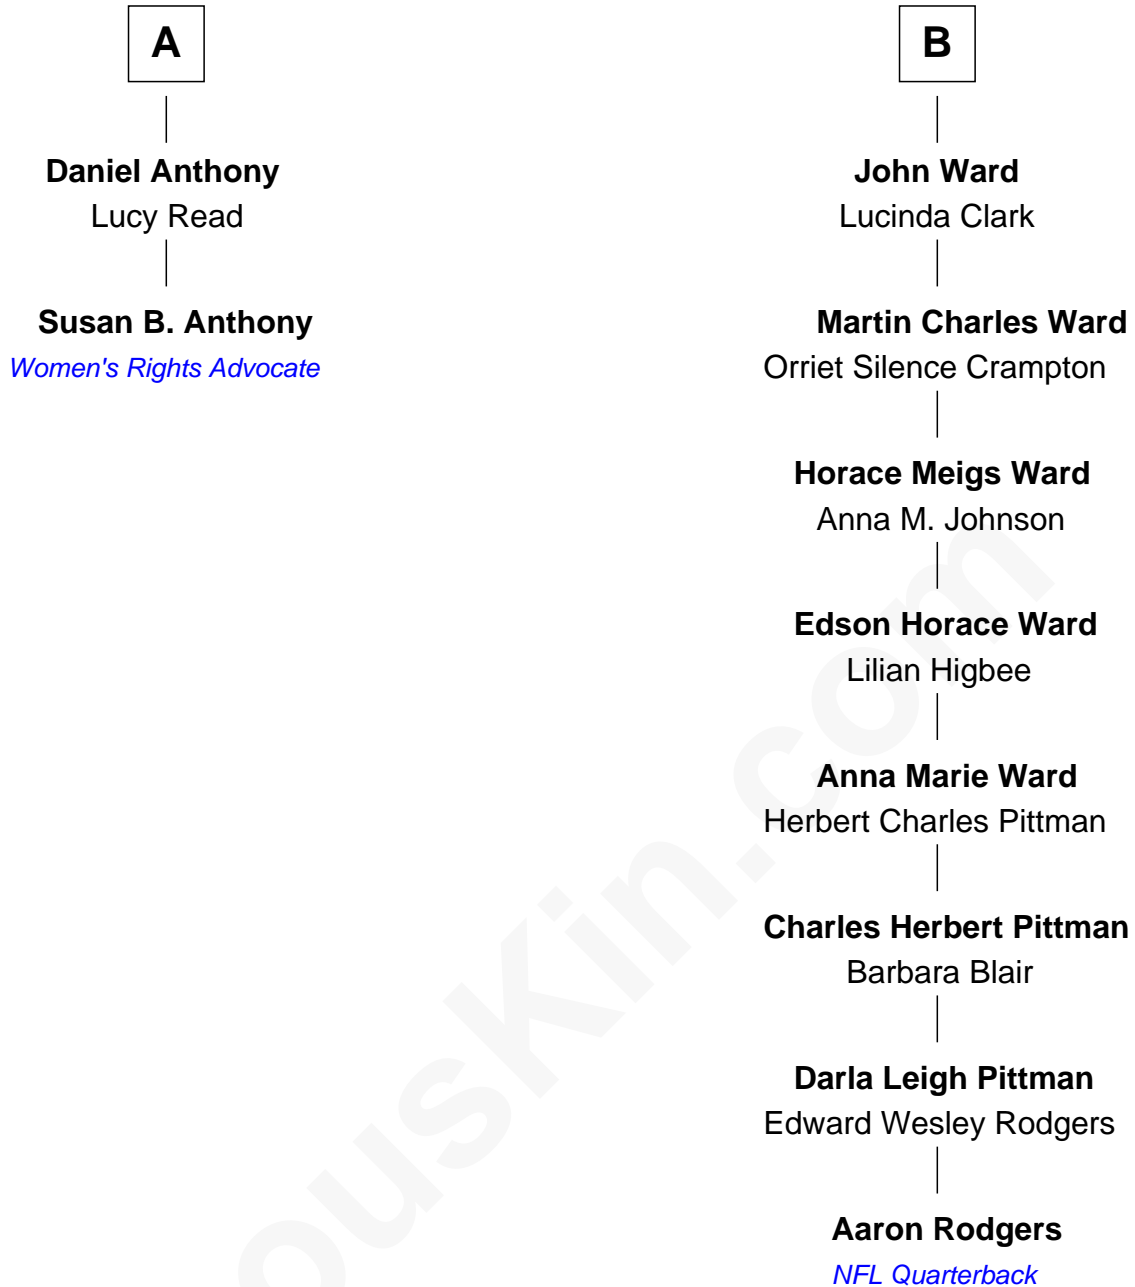 A
Daniel Anthony
Lucy Read
Susan B. Anthony
Women's Rights Advocate
B
John Ward
Lucinda Clark
Martin Charles Ward
Orriet Silence Crampton
Horace Meigs Ward
Anna M. Johnson
Edson Horace Ward
Lilian Higbee
Anna Marie Ward
Herbert Charles Pittman
Charles Herbert Pittman
Barbara Blair
Darla Leigh Pittman
Edward Wesley Rodgers
Aaron Rodgers
NFL Quarterback
ousKin.com